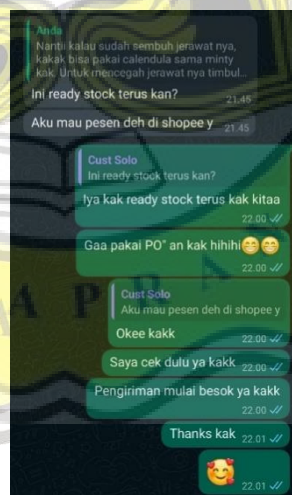 Anda
Nantii kalau sudah sembuh jerawat nya,
kakak bisa pakai calendula sama minty
kak. Untuk mencegah jerawat nya timbul...
Ini ready stock terus kan?
21.45
Aku mau pesen deh di shopee y
21.45
Cust Solo
Ini ready stock terus kan?
Iya kak ready stock terus kak kitaa
22.00
Gaa pakai PO" an kak hihihi😁😁
22.00
Cust Solo
Aku mau pesen deh di shopee y
Okee kakk
22.00
Saya cek dulu ya kakk 22.00
Pengiriman mulai besok ya kakk
22.00
Thanks kak 22.01
🥰
22.01
A P R A